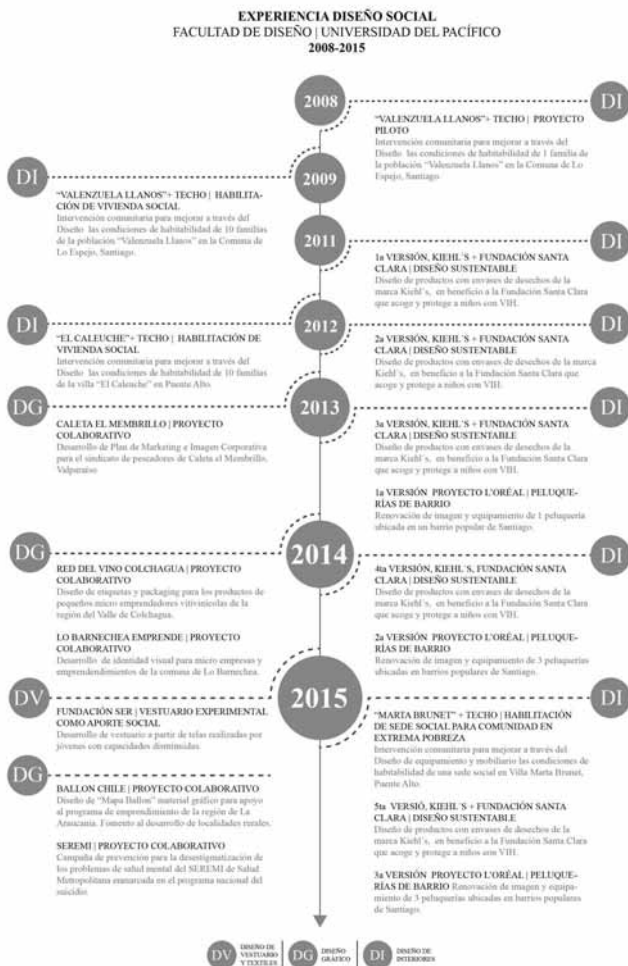 EXPERIENCIA DISEÑO SOCIAL
FACULTAD DE DISEÑO | UNIVERSIDAD DEL PACÍFICO
2008-2015
2008
DI
"VALENZUELA LLANOS"+ TECHO | PROYECTO
PILOTO
Intervención comunitaria para mejorar a través del
Diseño las condiciones de habitabilidad de 1 familia de
la población "Valenzuela Llanos" en la Comuna de Lo
Espejo, Santiago
2009
DI
"VALENZUELA LLANOS"+ TECHO | HABILITA-
CIÓN DE VIVIENDA SOCIAL
Intervención comunitaria para mejorar a través del
Diseño las condiciones de habitabilidad de 10 familias
de la población "Valenzuela Llanos" en la Comuna de
Lo Espejo, Santiago.
2011
DI
1a VERSIÓN, KIEHL´S + FUNDACIÓN SANTA
CLARA | DISEÑO SUSTENTABLE
Diseño de productos con envases de desechos de la
marca Kiehl´s, en beneficio a la Fundación Santa Clara
que acoge y protege a niños con VIH.
2012
DI
"EL CALEUCHE"+ TECHO | HABILITACIÓN DE
VIVIENDA SOCIAL
Intervención comunitaria para mejorar a través del
Diseño las condiciones de habitabilidad de 10 familias
de la villa "El Caleuche" en Puente Alto.
DI
2a VERSIÓN, KIEHL´S + FUNDACIÓN SANTA
CLARA | DISEÑO SUSTENTABLE
Diseño de productos con envases de desechos de la marca
Kiehl´s, en beneficio a la Fundación Santa Clara que
acoge y protege a niños con VIH.
2013
DG
CALETA EL MEMBRILLO | PROYECTO
COLABORATIVO
Desarrollo de Plan de Marketing e Imagen Corporativa
para el sindicato de pescadores de Caleta el Membrillo,
Valparaíso
DI
3a VERSIÓN, KIEHL´S + FUNDACIÓN SANTA
CLARA | DISEÑO SUSTENTABLE
Diseño de productos con envases de desechos de la
marca Kiehl´s, en beneficio a la Fundación Santa Clara
que acoge y protege a niños con VIH.
1a VERSIÓN PROYECTO L'ORÉAL | PELUQUE-
RÍAS DE BARRIO
Renovación de imagen y equipamiento de 1 peluquería
ubicada en un barrio popular de Santiago.
2014
DG
RED DEL VINO COLCHAGUA | PROYECTO
COLABORATIVO
Diseño de etiquetas y packaging para los productos de
pequeños micro emprendedores vitivinícolas de la
región del Valle de Colchagua.
LO BARNECHEA EMPRENDE | PROYECTO
COLABORATIVO
Desarrollo de identidad visual para micro empresas y
emprendendimientos de la comuna de Lo Barnechea.
DI
4ta VERSIÓN, KIEHL´S, FUNDACIÓN SANTA
CLARA | DISEÑO SUSTENTABLE
Diseño de productos con envases de desechos de la
marca Kiehl´s, en beneficio a la Fundación Santa Clara
que acoge y protege a niños con VIH.
2a VERSIÓN PROYECTO L'ORÉAL | PELUQUE-
RÍAS DE BARRIO
Renovación de imagen y equipamiento de 3 peluquerías
ubicadas en barrios populares de Santiago.
2015
DV
FUNDACIÓN SER | VESTUARIO EXPERIMENTAL
COMO APORTE SOCIAL
Desarrollo de vestuario a partir de telas realizadas por
jóvenes con capacidades disminuidas.
DG
BALLON CHILE | PROYECTO COLABORATIVO
Diseño de "Mapa Ballon" material gráfico para apoyo
al programa de emprendimiento de la región de La
Araucanía. Fomento al desarrollo de localidades rurales.
SEREMI | PROYECTO COLABORATIVO
Campaña de prevención para la desestigmatización de
los problemas de salud mental del SEREMI de Salud
Metropolitana enmarcada en el programa nacional del
suicidio.
DI
"MARTA BRUNET" + TECHO | HABILITACIÓN
DE SEDE SOCIAL PARA COMUNIDAD EN
EXTREMA POBREZA
Intervención comunitaria para mejorar a través del
Diseño de equipamiento y mobiliario las condiciones de
habitabilidad de una sede social en Villa Marta Brunet,
Puente Alto.
5ta VERSIÓ, KIEHL´S + FUNDACIÓN SANTA
CLARA | DISEÑO SUSTENTABLE
Diseño de productos con envases de desechos de la
marca Kiehl´s, en beneficio a la Fundación Santa Clara
que acoge y protege a niños con VIH.
3a VERSIÓN PROYECTO L'ORÉAL | PELUQUE-
RÍAS DE BARRIO Renovación de imagen y equipa-
miento de 3 peluquerías ubicadas en barrios populares
de Santiago.
DV DISEÑO DE
VESTUARIO
Y TEXTILES
DG DISEÑO
GRÁFICO
DI DISEÑO DE
INTERIORES